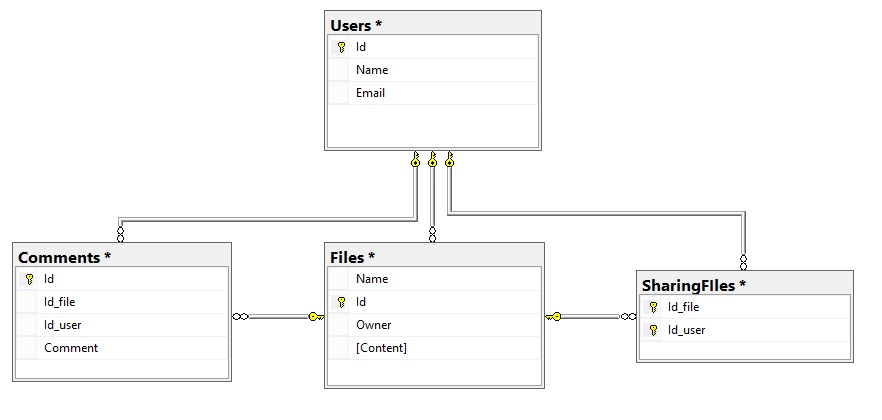 Users *
Id
Name
Email
Comments *
Id
Id_file
Id_user
Comment
Files *
Name
Id
Owner
[Content]
SharingFIles *
Id_file
Id_user